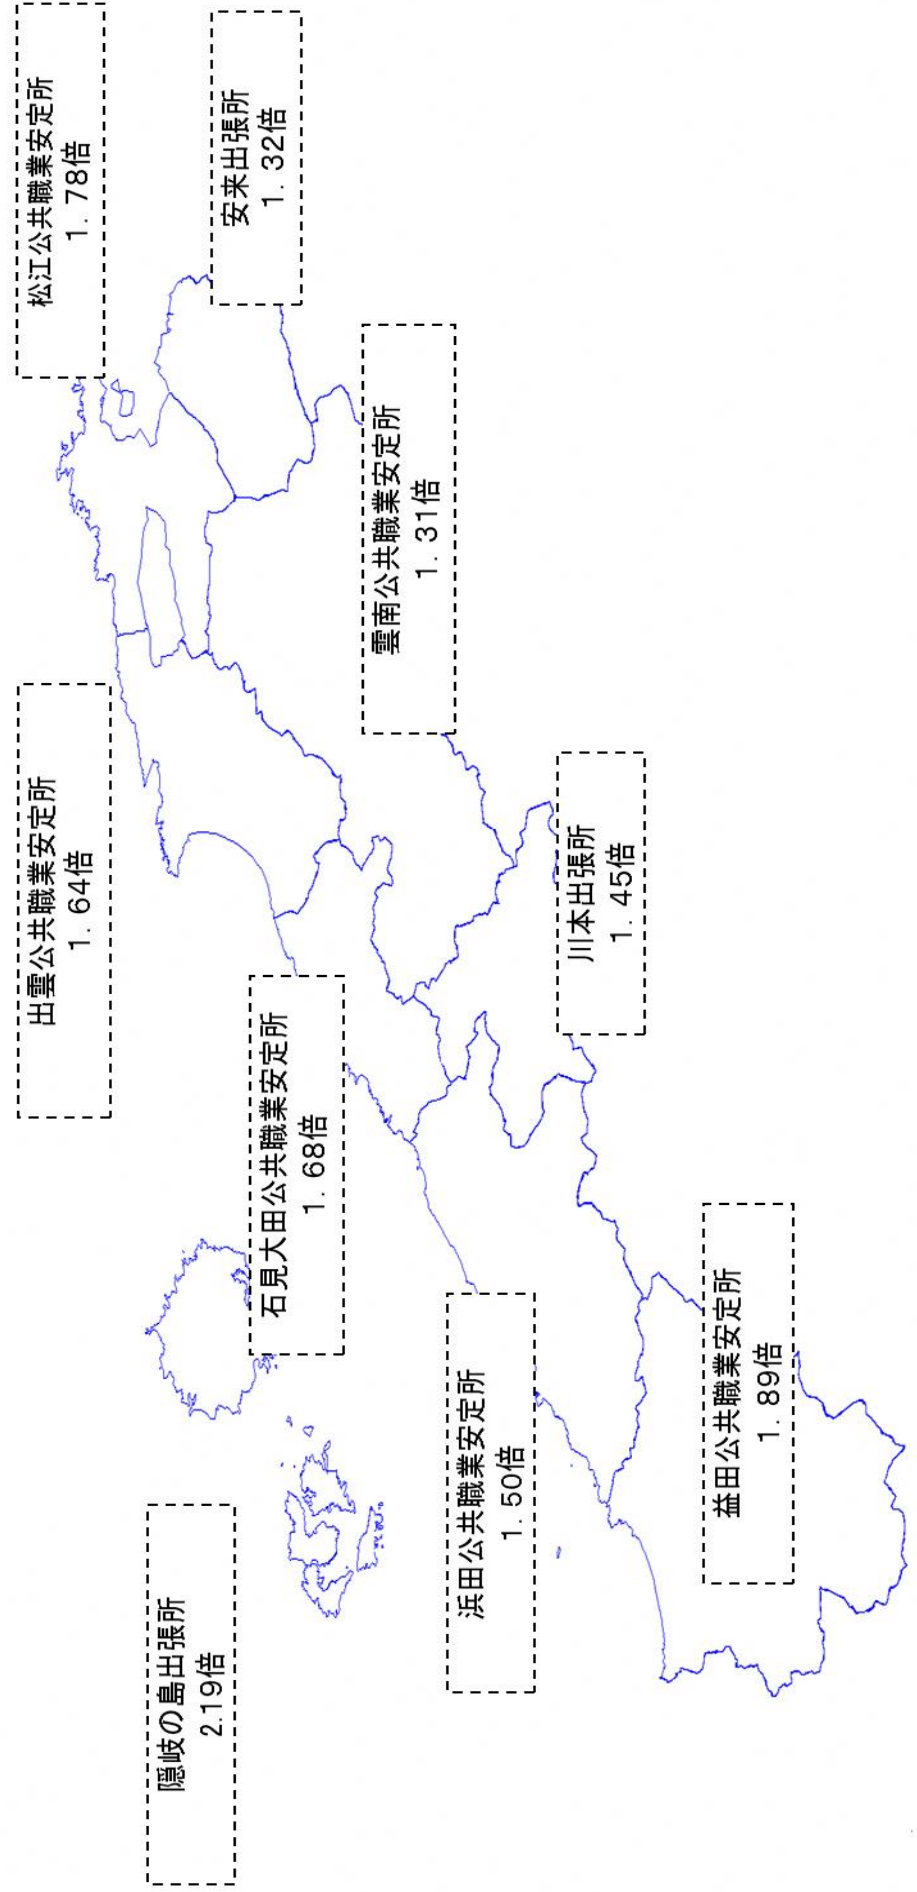 隠岐の島出張所
2.19倍
出雲公共職業安定所
1．64倍
松江公共職業安定所
1．78倍
石見大田公共職業安定所
1．68倍
安来出張所
1．32倍
浜田公共職業安定所
1．50倍
雲南公共職業安定所
1．31倍
川本出張所
1．45倍
益田公共職業安定所
1．89倍